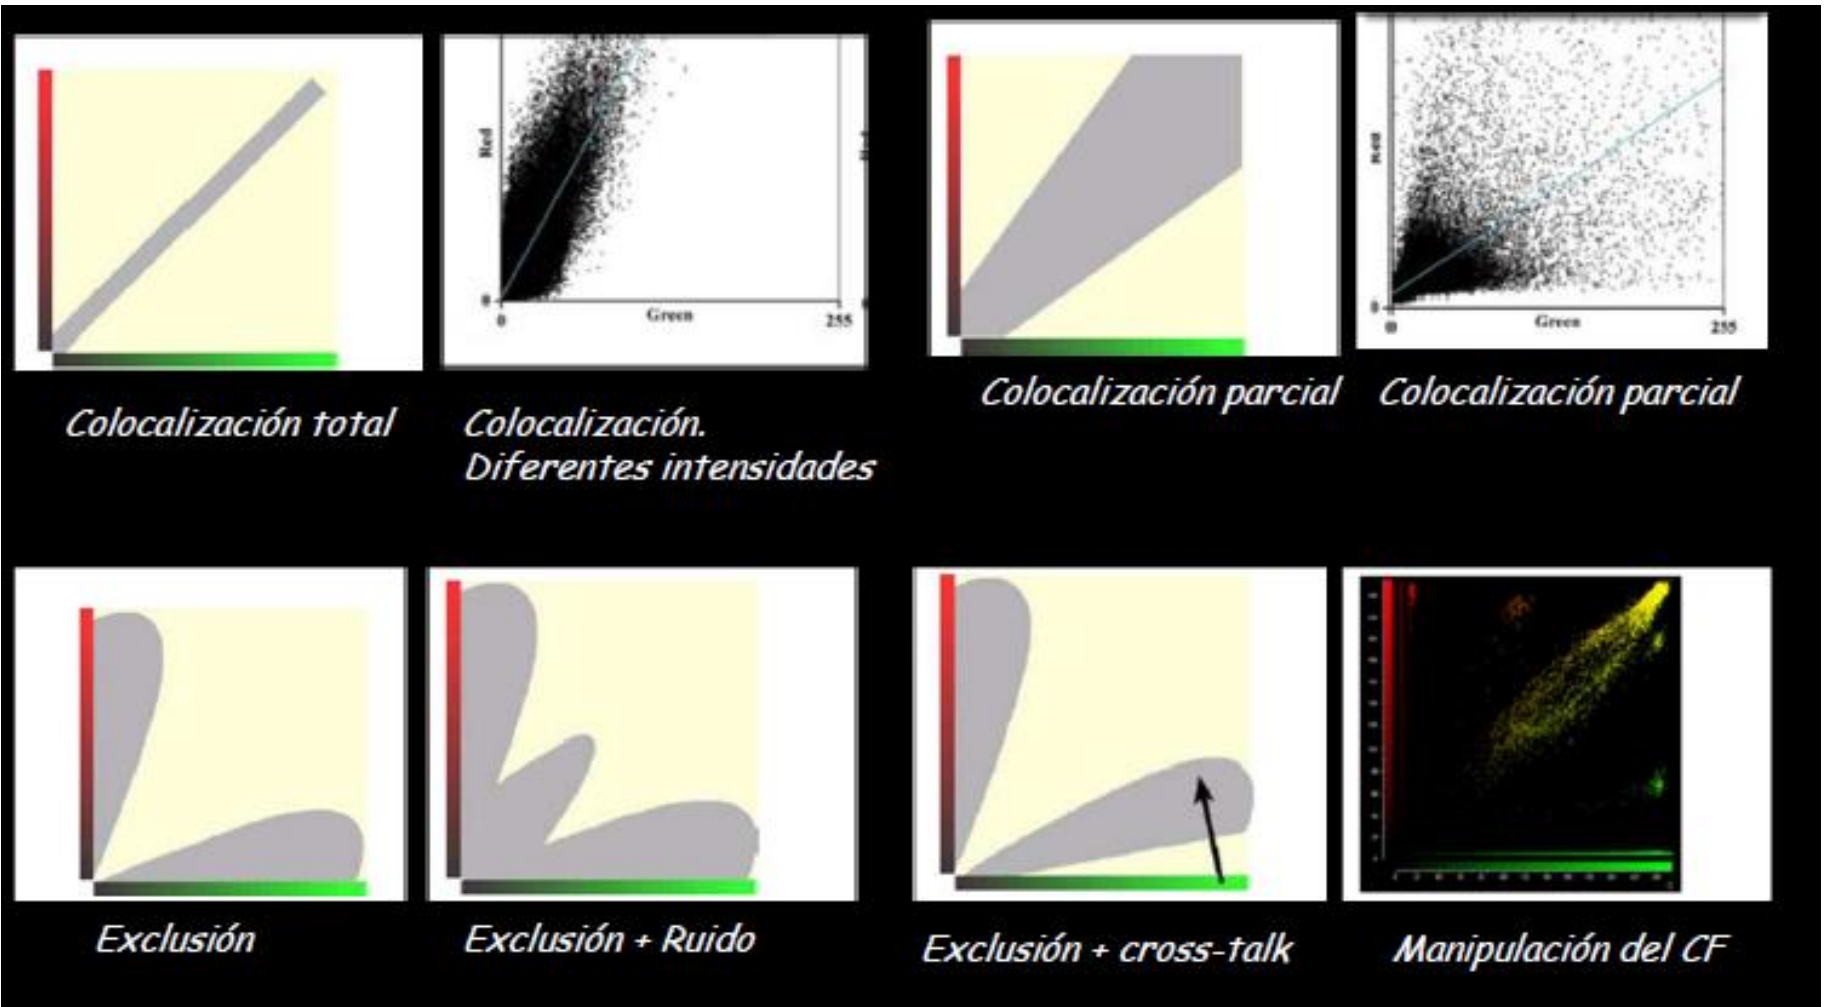 Red
0
0
Green
255
Red
0
0
Green
255
Colocalización total
Colocalización.
Diferentes intensidades
Colocalización parcial
Colocalización parcial
Exclusión
Exclusión + Ruido
Exclusión + cross-talk
Manipulación del CF